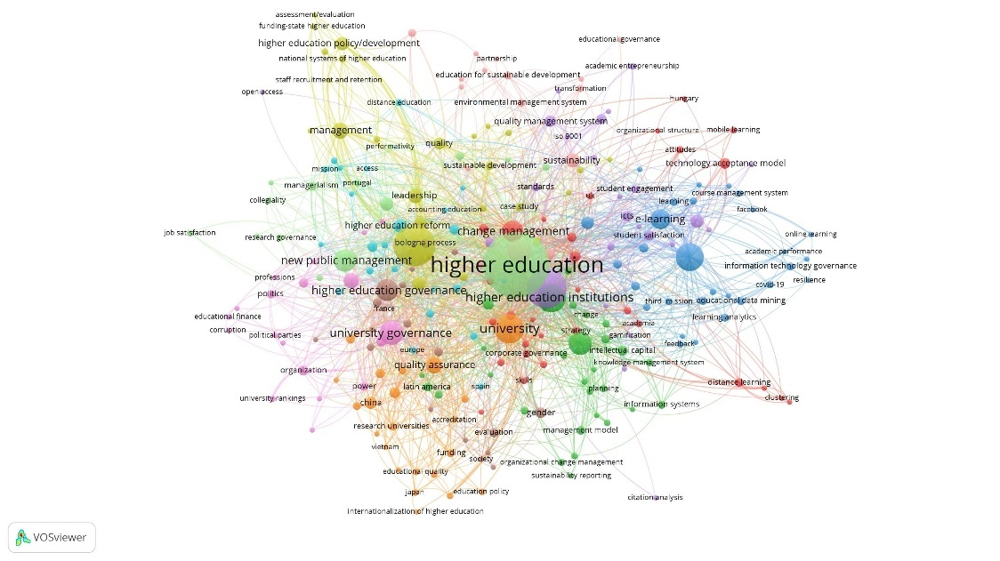 assessment/evaluation
funding-state higher education
higher education policy/development
educational governance
national systems of higher education
partnership
academic entrepreneurship
education for sustainable development
staff recruitment and retention
open access
transformation
distance education
environmental management system
hungary
quality management system
management
organizational structure
mobile learning
iso 9001
performativity
quality
attitudes
sustainability
technology acceptance model
sustainable development
mission
access
managerialism
portugal
standards
student engagement
course management system
leadership
uk
collegiality
learning
case study
accounting education
facebook
icts
e-learning
higher education reform
change management
job satisfaction
research governance
student satisfaction
online learning
bologna process
academic performance
new public management
higher education
information technology governance
professions
resilience
covid-19
higher education governance
politics
higher education institutions
third mission
educational data mining
france
change
educational finance
learning analytics
academia
corruption
political parties
university governance
university
strategy
gamification
feedback
europe
corporate governance
intellectual capital
quality assurance
knowledge management system
organization
skills
power
latin america
spain
planning
distance learning
university rankings
china
clustering
information systems
gender
accreditation
research universities
evaluation
management model
vietnam
funding
society
organizational change management
educational quality
sustainability reporting
japan
education policy
citation analysis
internationalization of higher education
VOSviewer